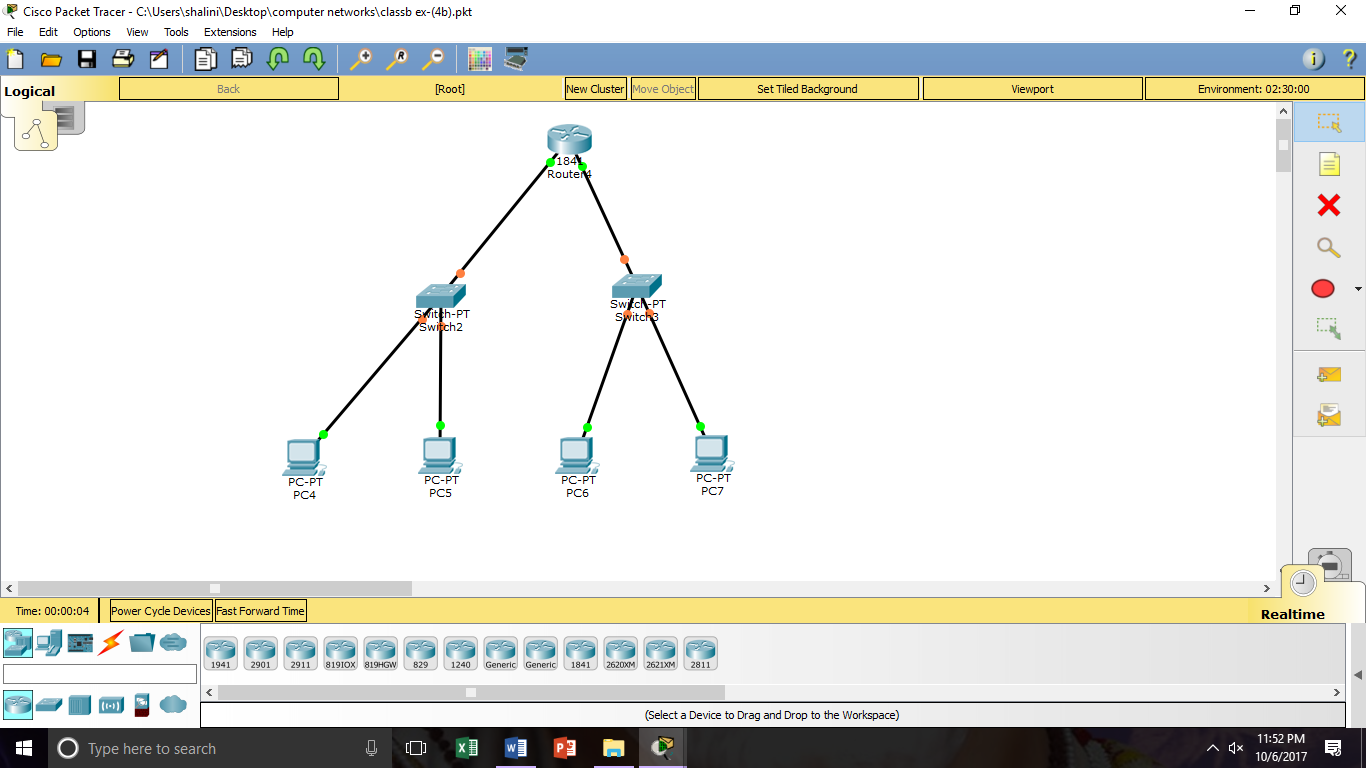 Cisco Packet Tracer - C:\Users\shalini\Desktop\computer networks\classb ex-(4b).pkt
File Edit Options View Tools Extensions Help
Logical Back [Root] New Cluster Move Object Set Tiled Background Viewport Environment: 02:30:00
1841
Router4
Switch-PT
Switch2
Switch-PT
Switch3
PC-PT
PC4
PC-PT
PC5
PC-PT
PC6
PC-PT
PC7
Time: 00:00:04 Power Cycle Devices Fast Forward Time Realtime
1941 2901 2911 819IOX 819HGW 829 1240 Generic Generic 1841 2620XM 2621XM 2811
(Select a Device to Drag and Drop to the Workspace)
Type here to search
11:52 PM
10/6/2017